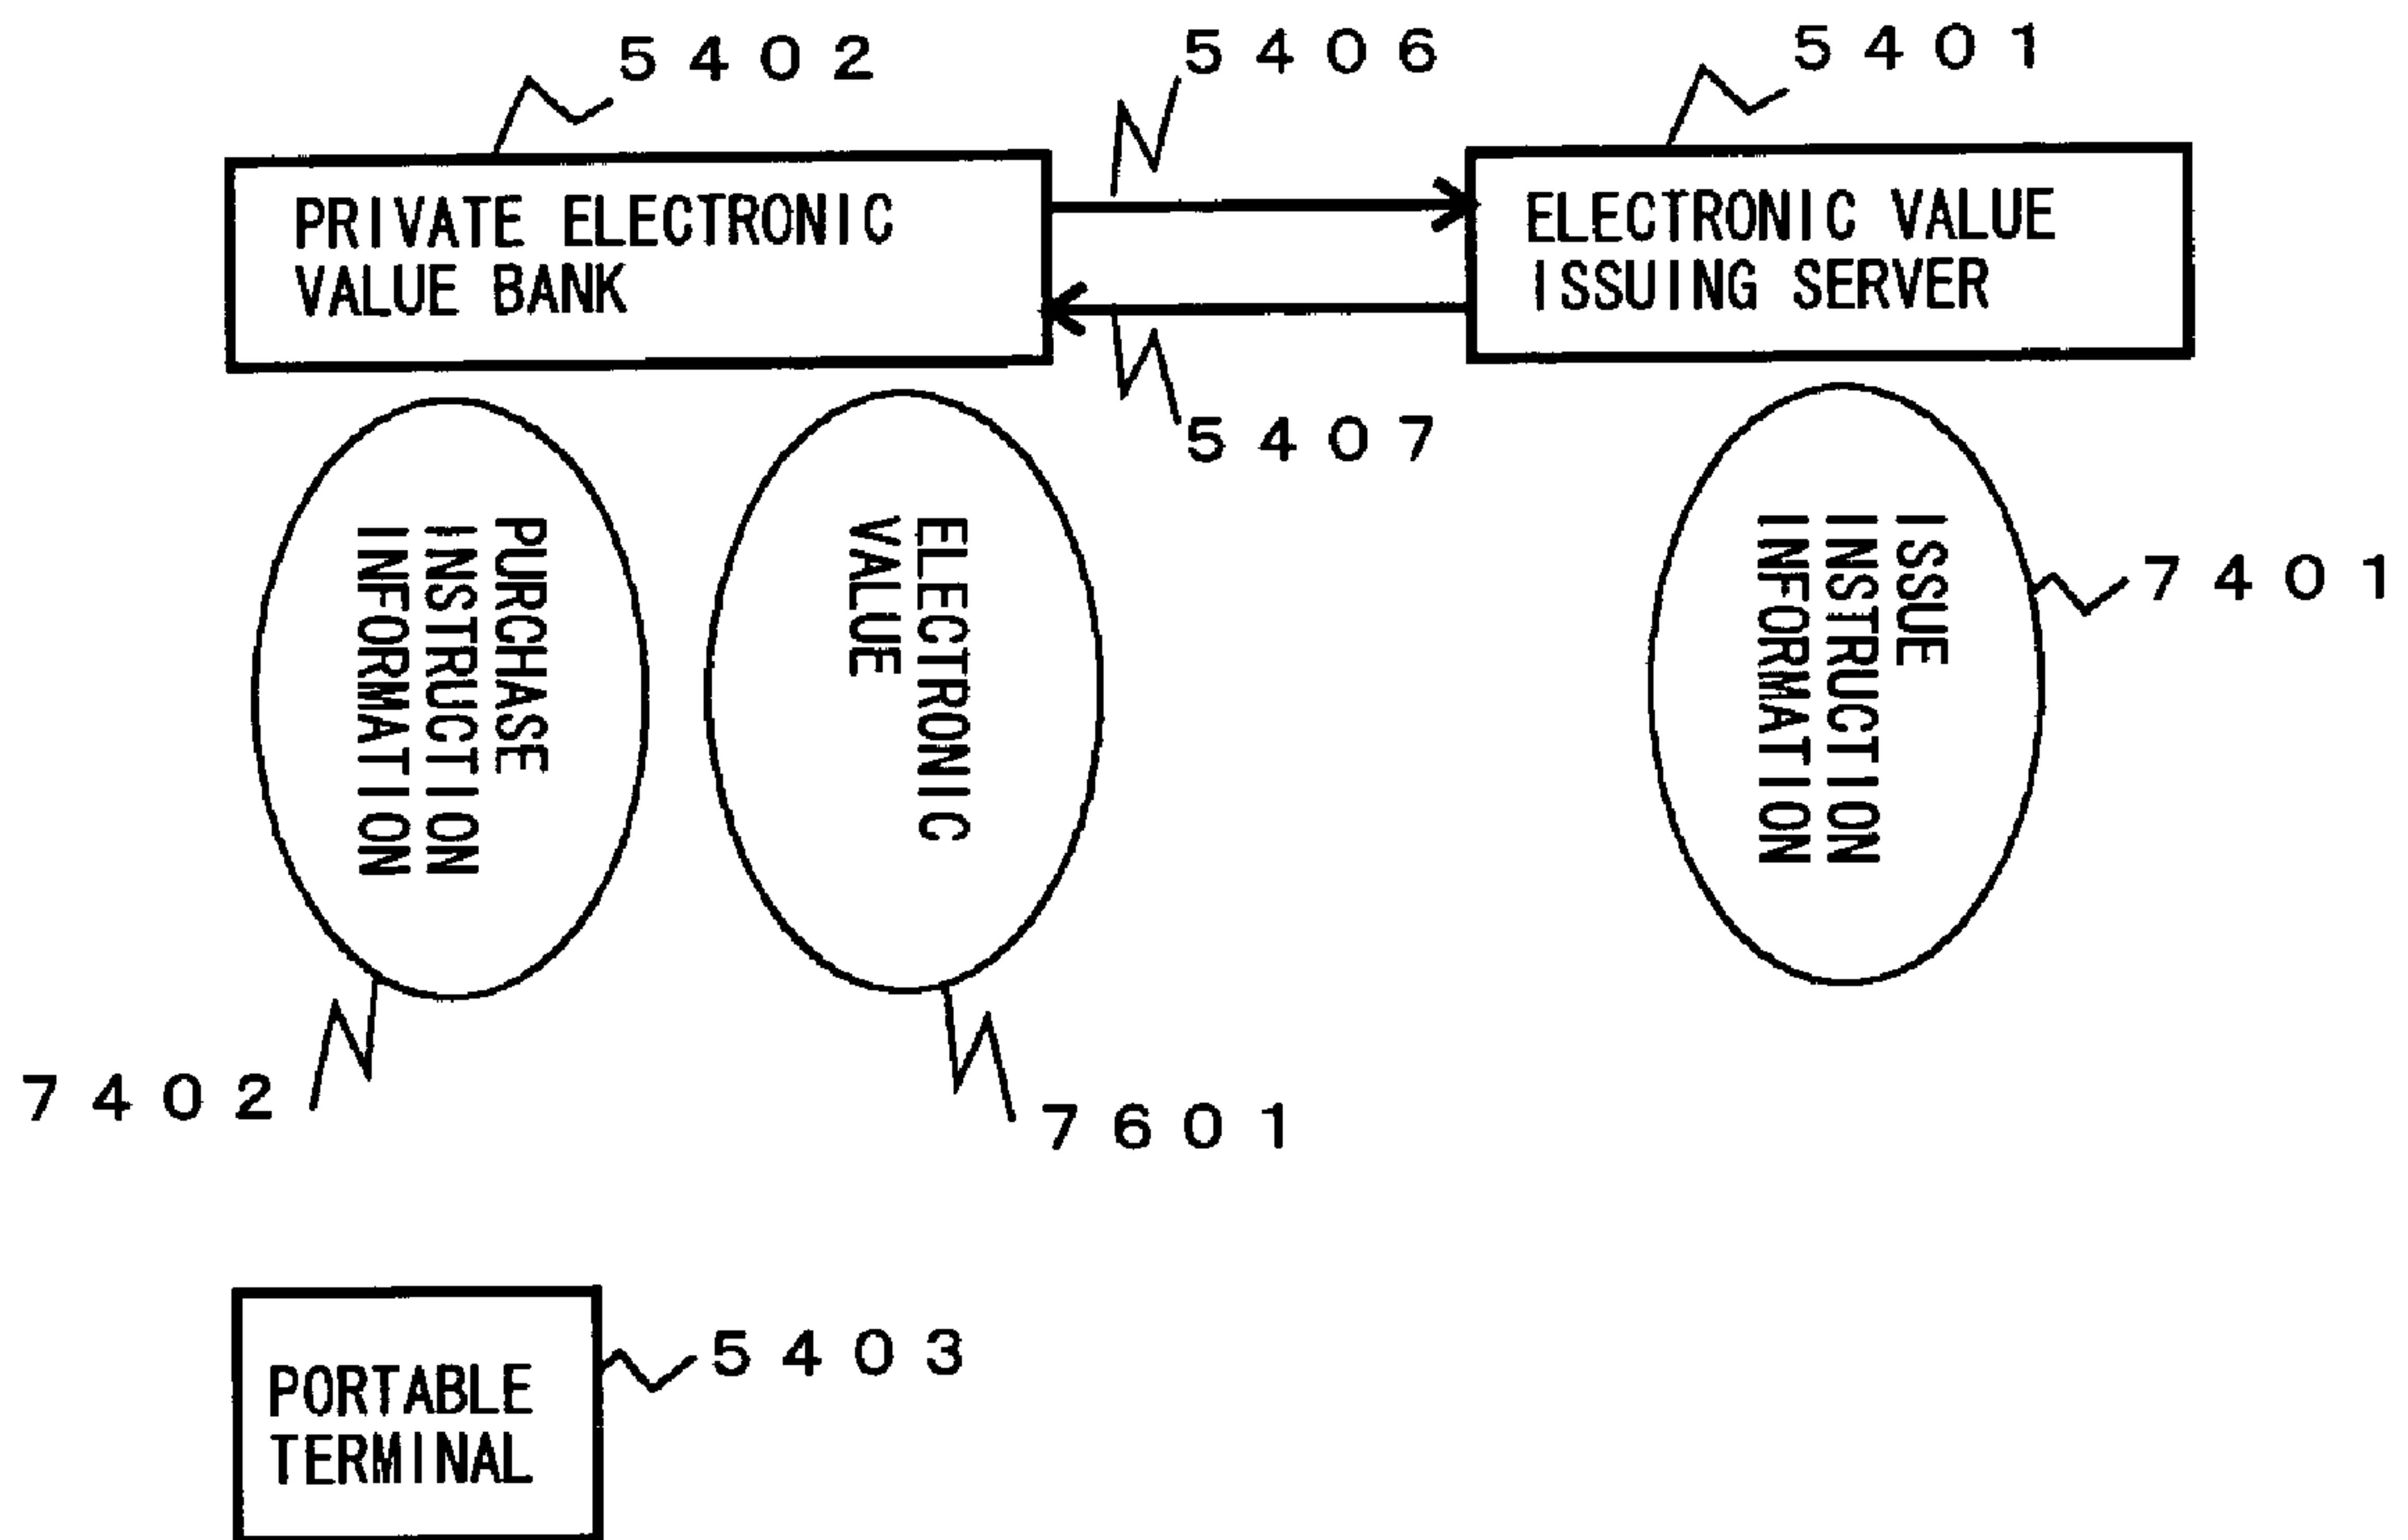 5402
5406
5401
PRIVATE ELECTRONIC
VALUE BANK
ELECTRONIC VALUE
ISSUING SERVER
5407
PURCHASE
INSTRUCTION
INFORMATION
ELECTRONIC
VALUE
ISSUE
INSTRUCTION
INFORMATION
7401
7402
7601
5403
PORTABLE
TERMINAL